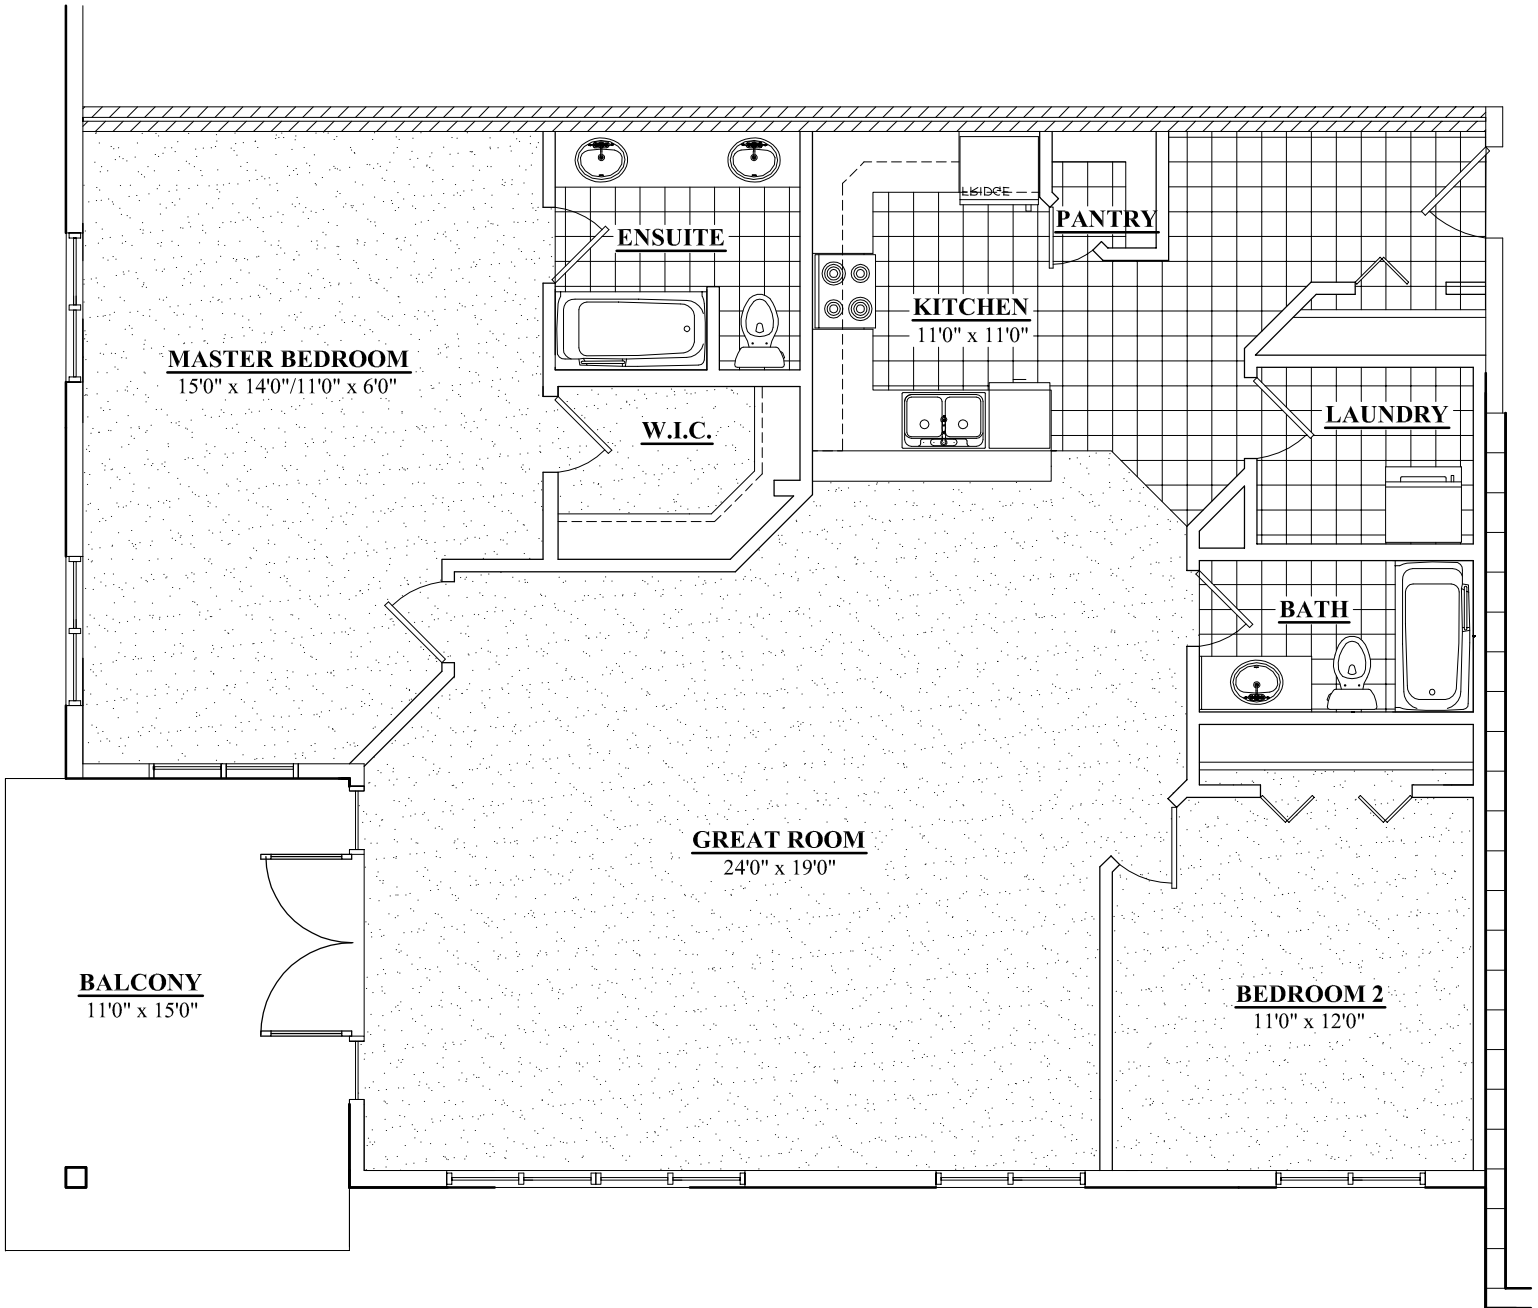 ENSUITE
PANTRY
KITCHEN
11'0" x 11'0"
MASTER BEDROOM
15'0" x 14'0"/11'0" x 6'0"
W.I.C.
LAUNDRY
BATH
GREAT ROOM
24'0" x 19'0"
BALCONY
11'0" x 15'0"
BEDROOM 2
11'0" x 12'0"